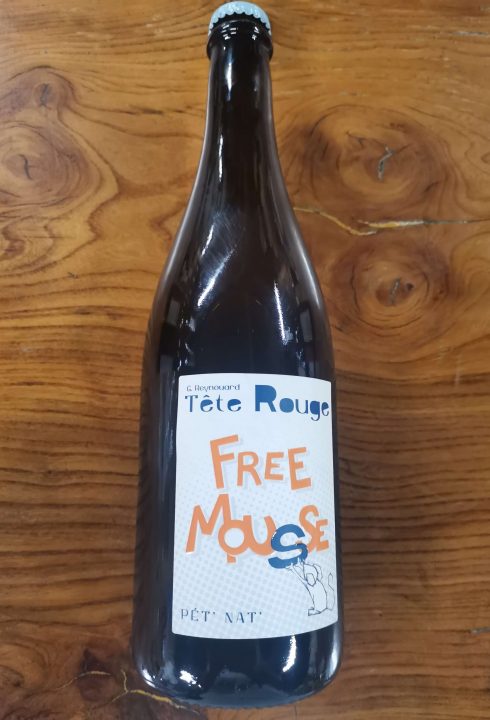 G. Reynouard
Tête Rouge
FREE
MOUSSE
PÉT' NAT'